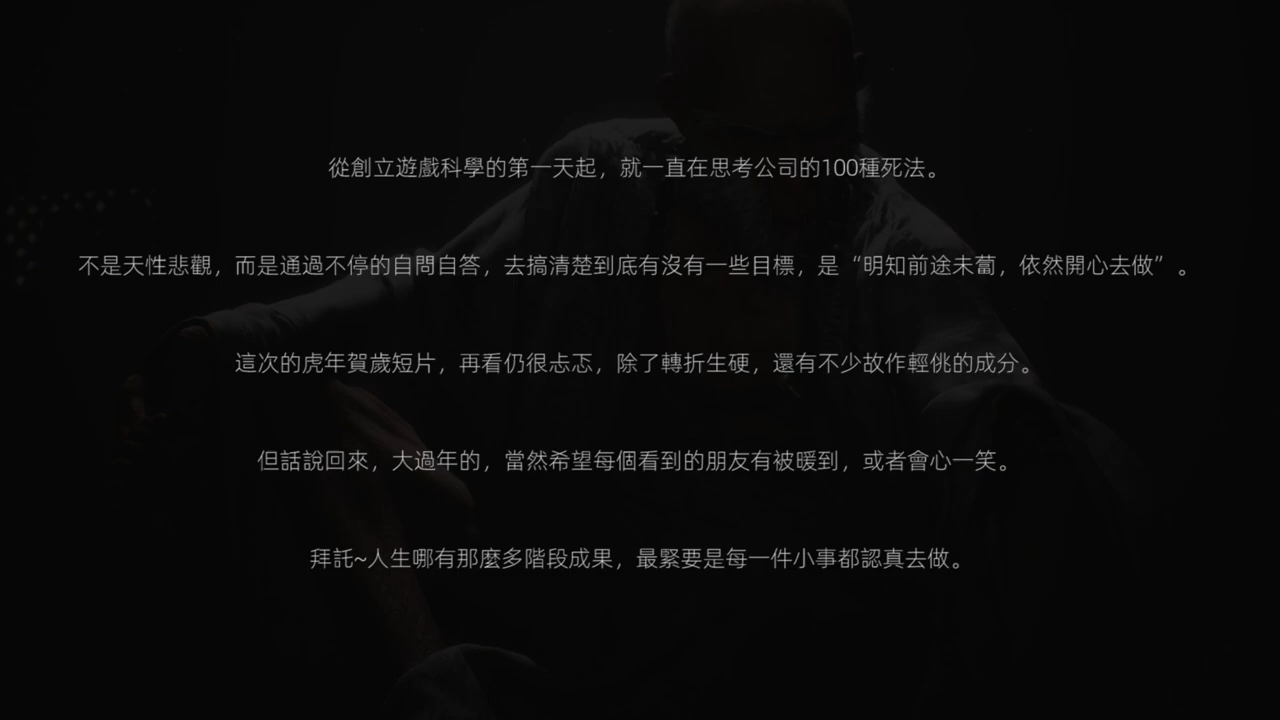 從創立遊戲科學的第一天起，就一直在思考公司的100種死法。
不是天性悲觀，而是通過不停的自問自答，去搞清楚到底有沒有一些目標，是“明知前途未蔔，依然開心去做”。
這次的虎年賀歲短片，再看仍很忐忑，除了轉折生硬，還有不少故作輕佻的成分。
但話說回來，大過年的，當然希望每個看到的朋友有被暖到，或者會心一笑。
拜託~人生哪有那麼多階段成果，最緊要是每一件小事都認真去做。